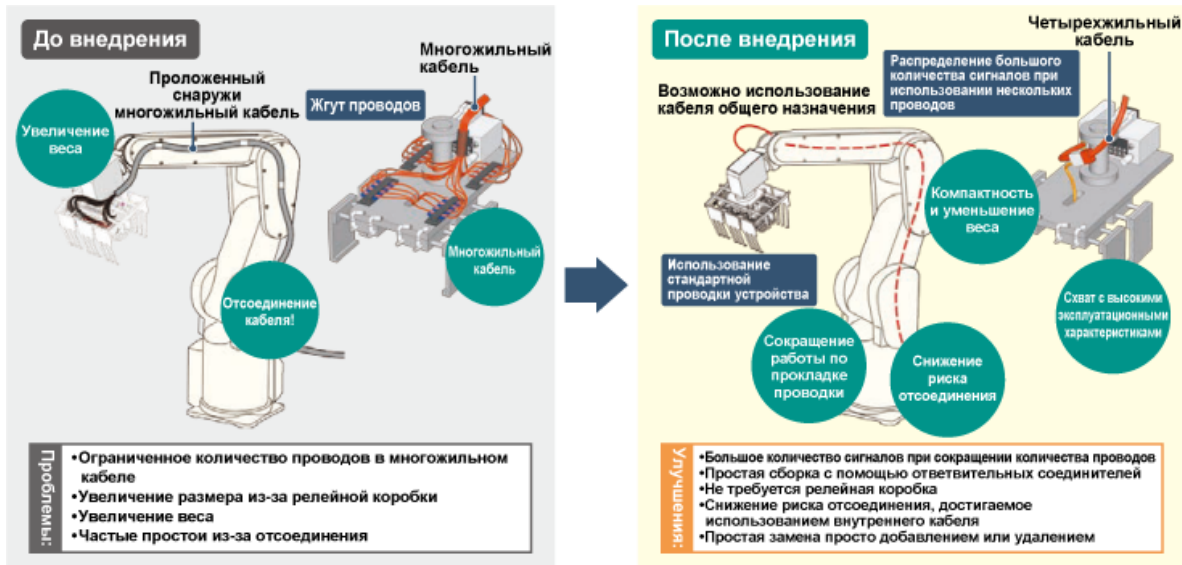 До внедрения
Многожильный
кабель
Проложенный
снаружи
многожильный кабель
Жгут проводов
Увеличение
веса
Многожильный
кабель
Отсоединение
кабеля!
Проблемы:
•Ограниченное количество проводов в многожильном
кабеле
•Увеличение размера из-за релейной коробки
•Увеличение веса
•Частые простои из-за отсоединения
После внедрения
Четырехжильный
кабель
Распределение большого
количества сигналов при
использовании нескольких
проводов
Возможно использование
кабеля общего назначения
Компактность
и уменьшение
веса
Использование
стандартной
проводки устройства
Схват с высокими
эксплуатационными
характеристиками
Сокращение
работы по
прокладке
проводки
Снижение
риска
отсоединения
Улучшения:
•Большое количество сигналов при сокращении количества проводов
•Простая сборка с помощью ответвительных соединителей
•Не требуется релейная коробка
•Снижение риска отсоединения, достигаемое
использованием внутреннего кабеля
•Простая замена просто добавлением или удалением